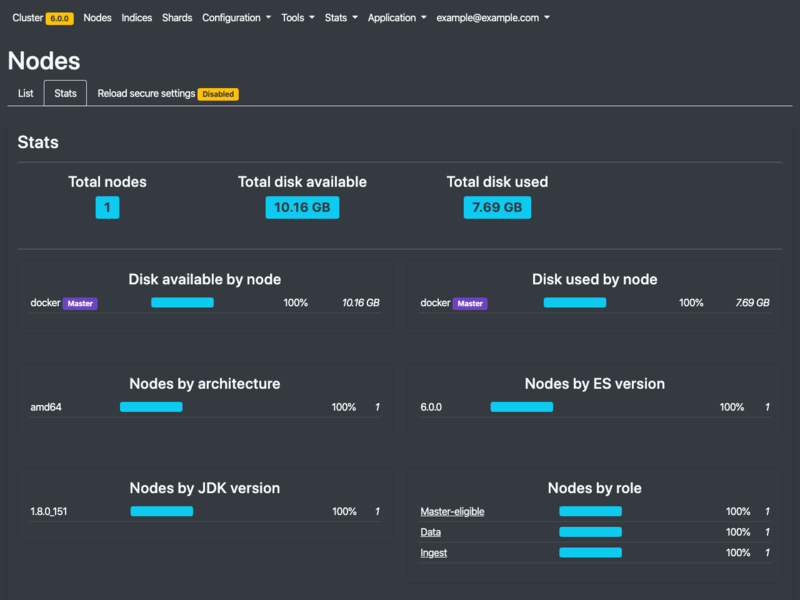 Cluster 6.0.0 Nodes Indices Shards Configuration Tools Stats Application example@example.com
Nodes
List Stats Reload secure settings Disabled
Stats
Total nodes Total disk available Total disk used
1 10.16 GB 7.69 GB
Disk available by node
docker Master 100% 10.16 GB
Disk used by node
docker Master 100% 7.69 GB
Nodes by architecture
amd64 100% 1
Nodes by ES version
6.0.0 100% 1
Nodes by JDK version
1.8.0_151 100% 1
Nodes by role
Master-eligible 100% 1
Data 100% 1
Ingest 100% 1